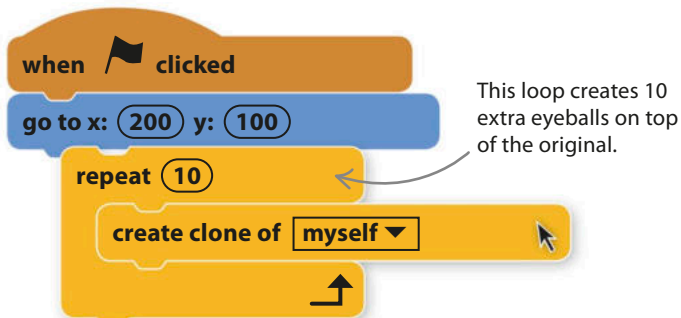 when clicked
go to x: 200 y: 100
repeat 10
create clone of myself
This loop creates 10
extra eyeballs on top
of the original.